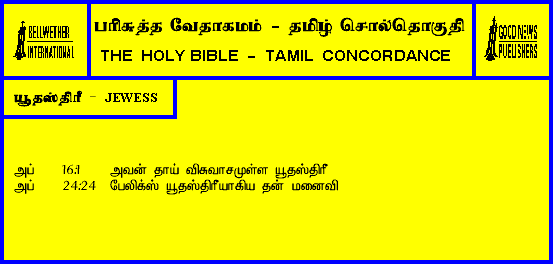 BELLWETHER
INTERNATIONAL
பரிசுத்த வேதாகமம் - தமிழ் சொல்தொகுதி
THE HOLY BIBLE - TAMIL CONCORDANCE
GOOD NEWS
PUBLISHERS
யூதஸ்திரீ - JEWESS
அப் 16:1 அவன் தாய் விசுவாசமுள்ள யூதஸ்திரீ
அப் 24:24 பேலிக்ஸ் யூதஸ்திரீயாகிய தன் மனைவி